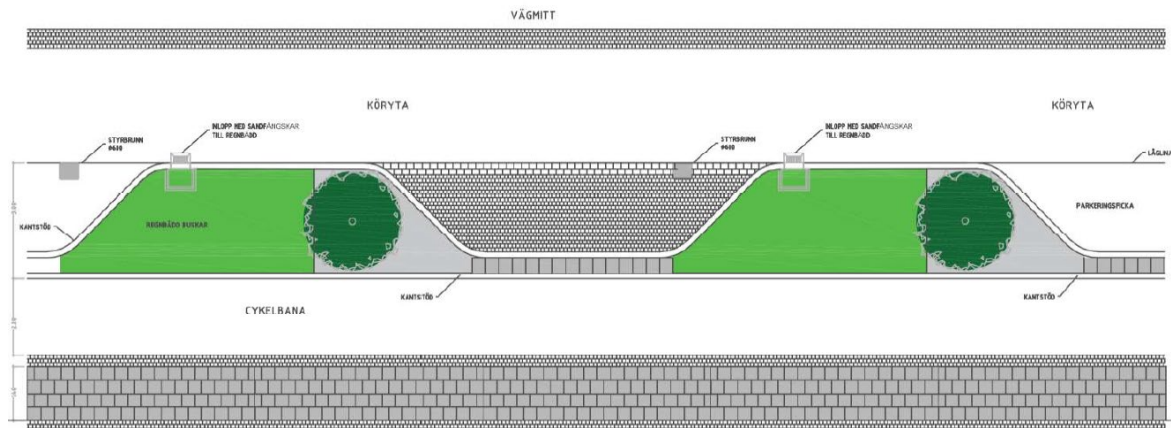 VÄGMITT
KÖRYTA
KÖRYTA
STYRBRUNN
INLOPP MED SANDFÅNGSKAR
TILL REGNBÄDD
STYRBRUNN
INLOPP MED SANDFÅNGSKAR
TILL REGNBÄDD
LÅGLINJE
KANTSTÖD
REGNBÄDD BUSKAR
PARKERINGSFICKA
KANTSTÖD
KANTSTÖD
CYKELBANA